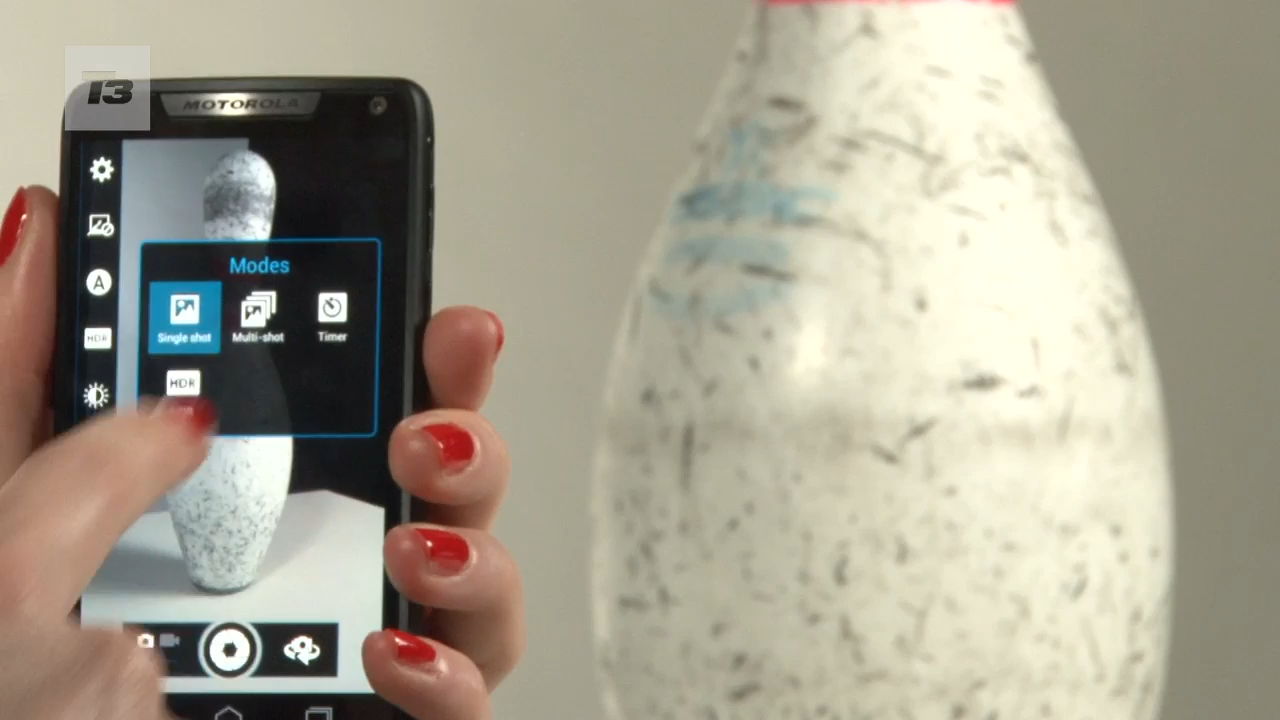 T3
MOTOROLA
Modes
Single shot
Multi-shot
Timer
A
HDR
HDR